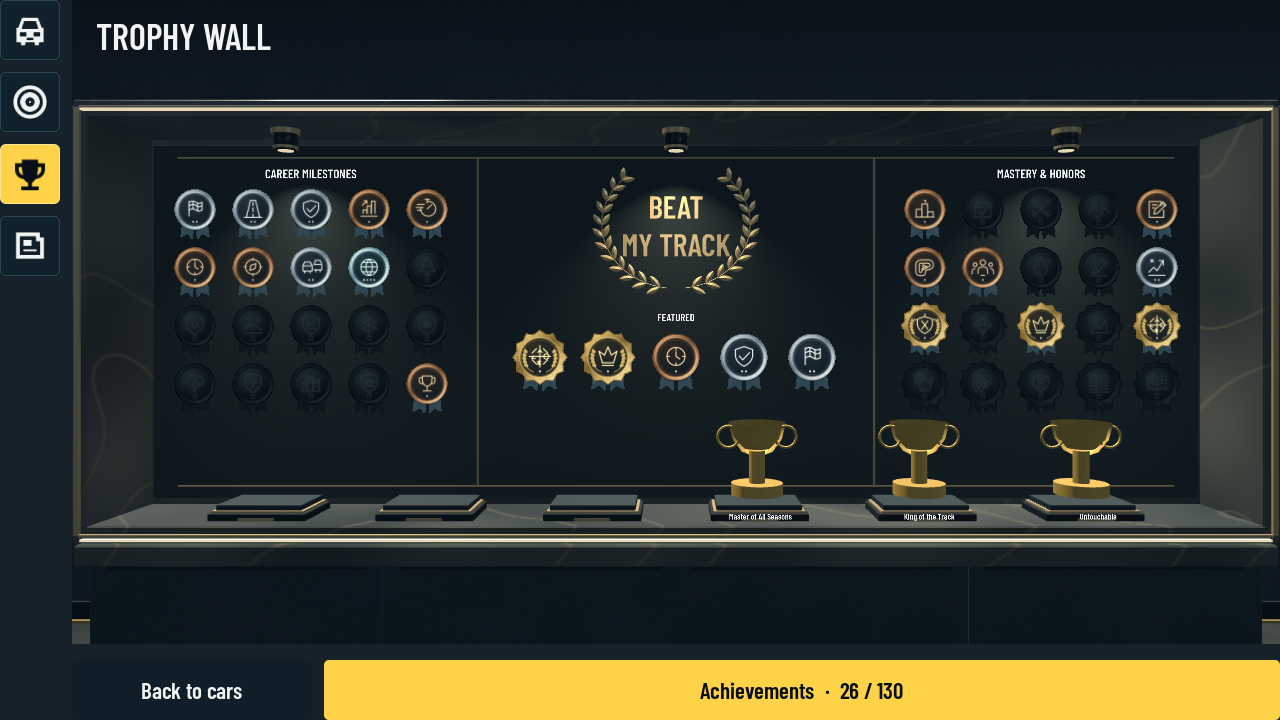 TROPHY WALL
CAREER MILESTONES
BEAT
MY TRACK
MASTERY & HONORS
FEATURED
Master of All Seasons
King of the Track
Untouchable
Back to cars
Achievements · 26 / 130